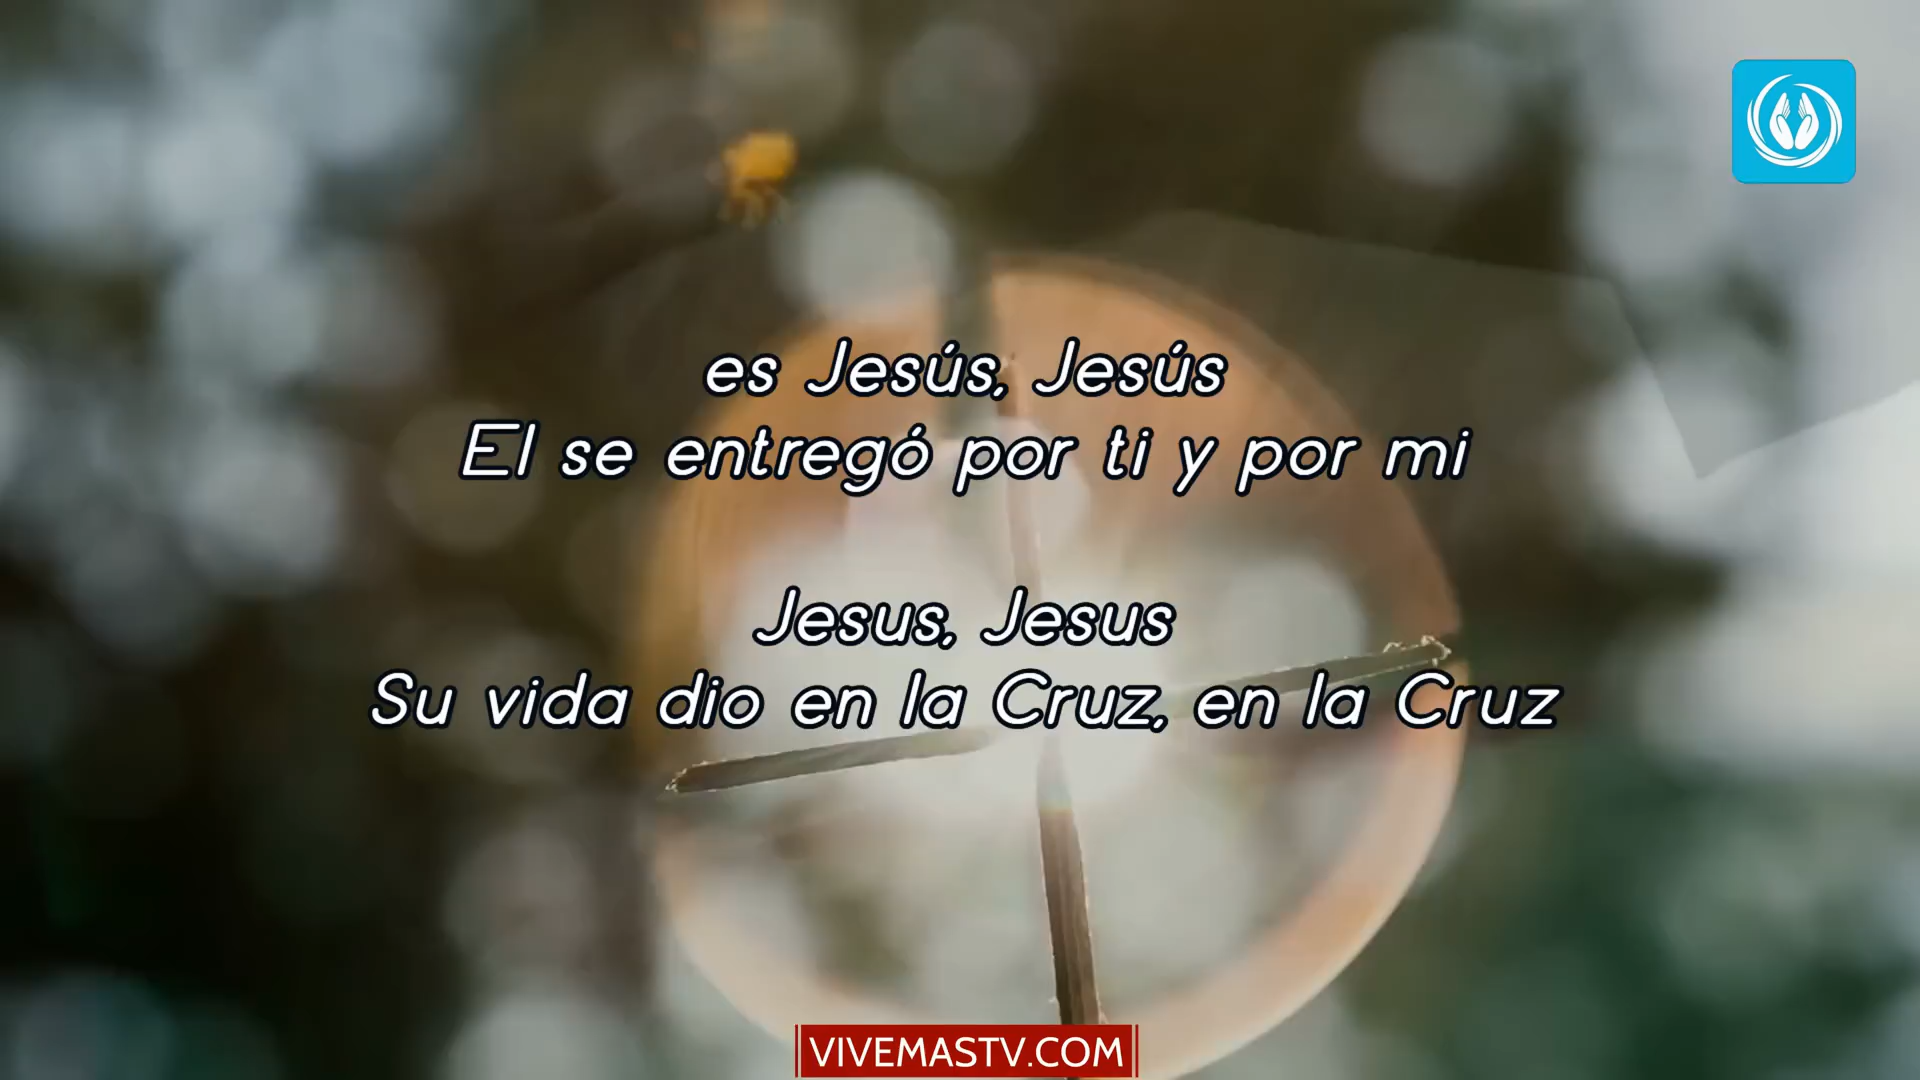 es Jesús, Jesús
El se entregó por ti y por mi
Jesus, Jesus
Su vida dio en la Cruz, en la Cruz
VIVEMASTV.COM